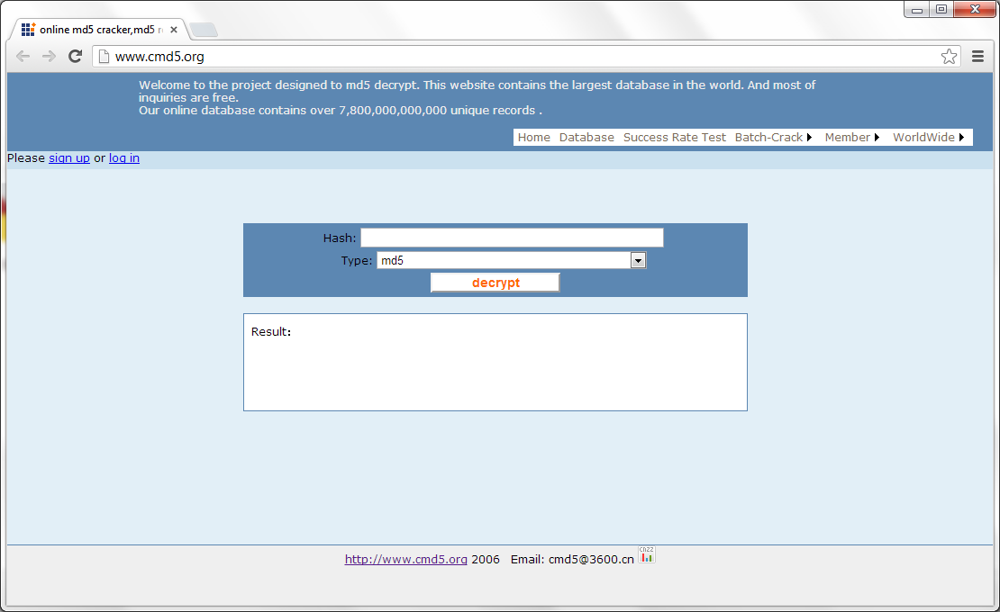 online md5 cracker,md5 r
www.cmd5.org
Welcome to the project designed to md5 decrypt. This website contains the largest database in the world. And most of
inquiries are free.
Our online database contains over 7,800,000,000,000 unique records .
Home Database Success Rate Test Batch-Crack Member WorldWide
Please sign up or log in
Hash:
Type: md5
decrypt
Result:
http://www.cmd5.org 2006 Email: cmd5@3600.cn cnzz